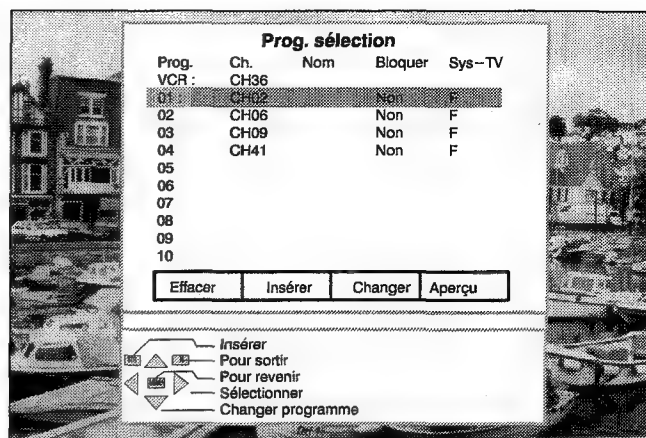 Prog. sélection
Prog. Ch. Nom Bloquer Sys-TV
VCR : CH36
01 : CH02 Non F
02 CH06 Non F
03 CH09 Non F
04 CH41 Non F
05
06
07
08
09
10
Effacer Insérer Changer Aperçu
Insérer
Pour sortir
Pour revenir
Sélectionner
Changer programme